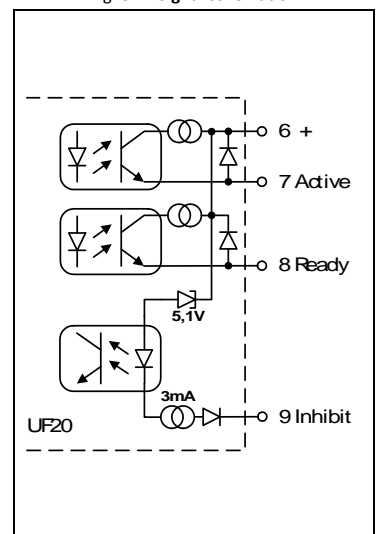 6 +
7 Active
8 Ready
5,1V
3mA
9 Inhibit
UF20